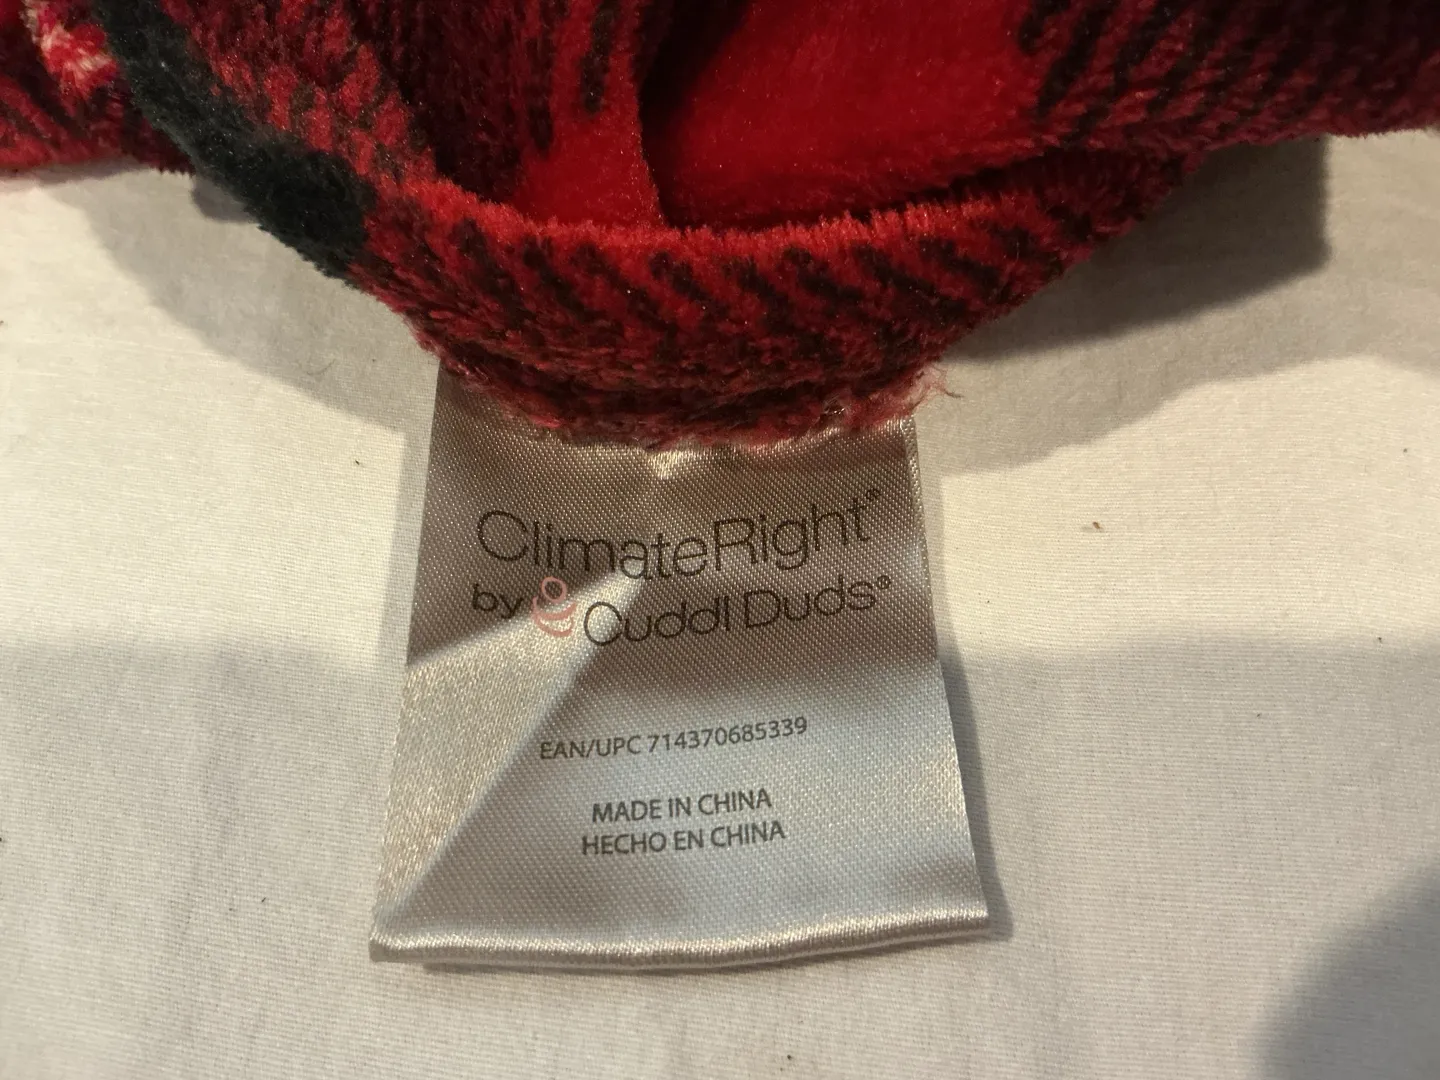 ClimateRight®
by Cuddl Duds®
EAN/UPC 714370685339
MADE IN CHINA
HECHO EN CHINA